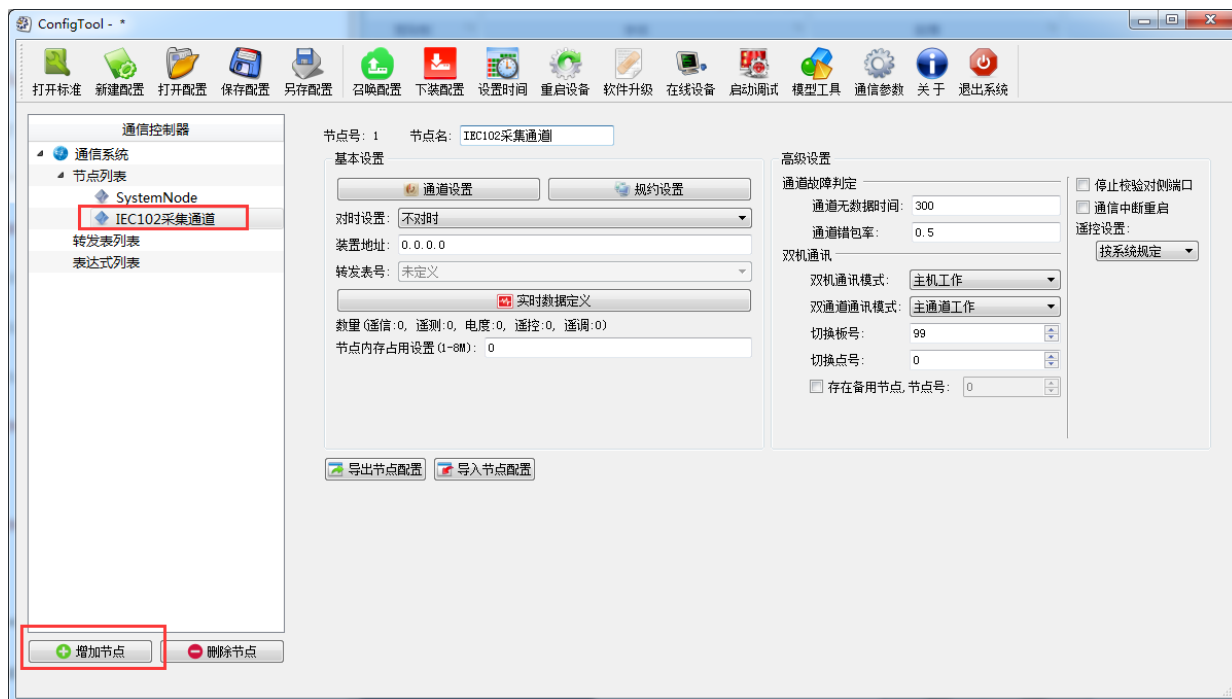 ConfigTool - *
打开标准 新建配置 打开配置 保存配置 另存配置 召唤配置 下装配置 设置时间 重启设备 软件升级 在线设备 启动调试 模型工具 通信参数 关于 退出系统
通信控制器
通信系统
节点列表
SystemNode
IEC102采集通道
转发表列表
表达式列表
增加节点 删除节点
节点号: 1 节点名: IEC102采集通道
基本设置
通道设置 规约设置
对时设置: 不对时
装置地址: 0.0.0.0
转发表号: 未定义
实时数据定义
数量(遥信:0, 遥测:0, 电度:0, 遥控:0, 遥调:0)
节点内存占用设置(1-8M): 0
导出节点配置 导入节点配置
高级设置
通道故障判定
通道无数据时间: 300
通道错包率: 0.5
双机通讯
双机通讯模式: 主机工作
双通道通讯模式: 主通道工作
切换板号: 99
切换点号: 0
存在备用节点,节点号: 0
停止校验对侧端口
通信中断重启
遥控设置:
按系统规定